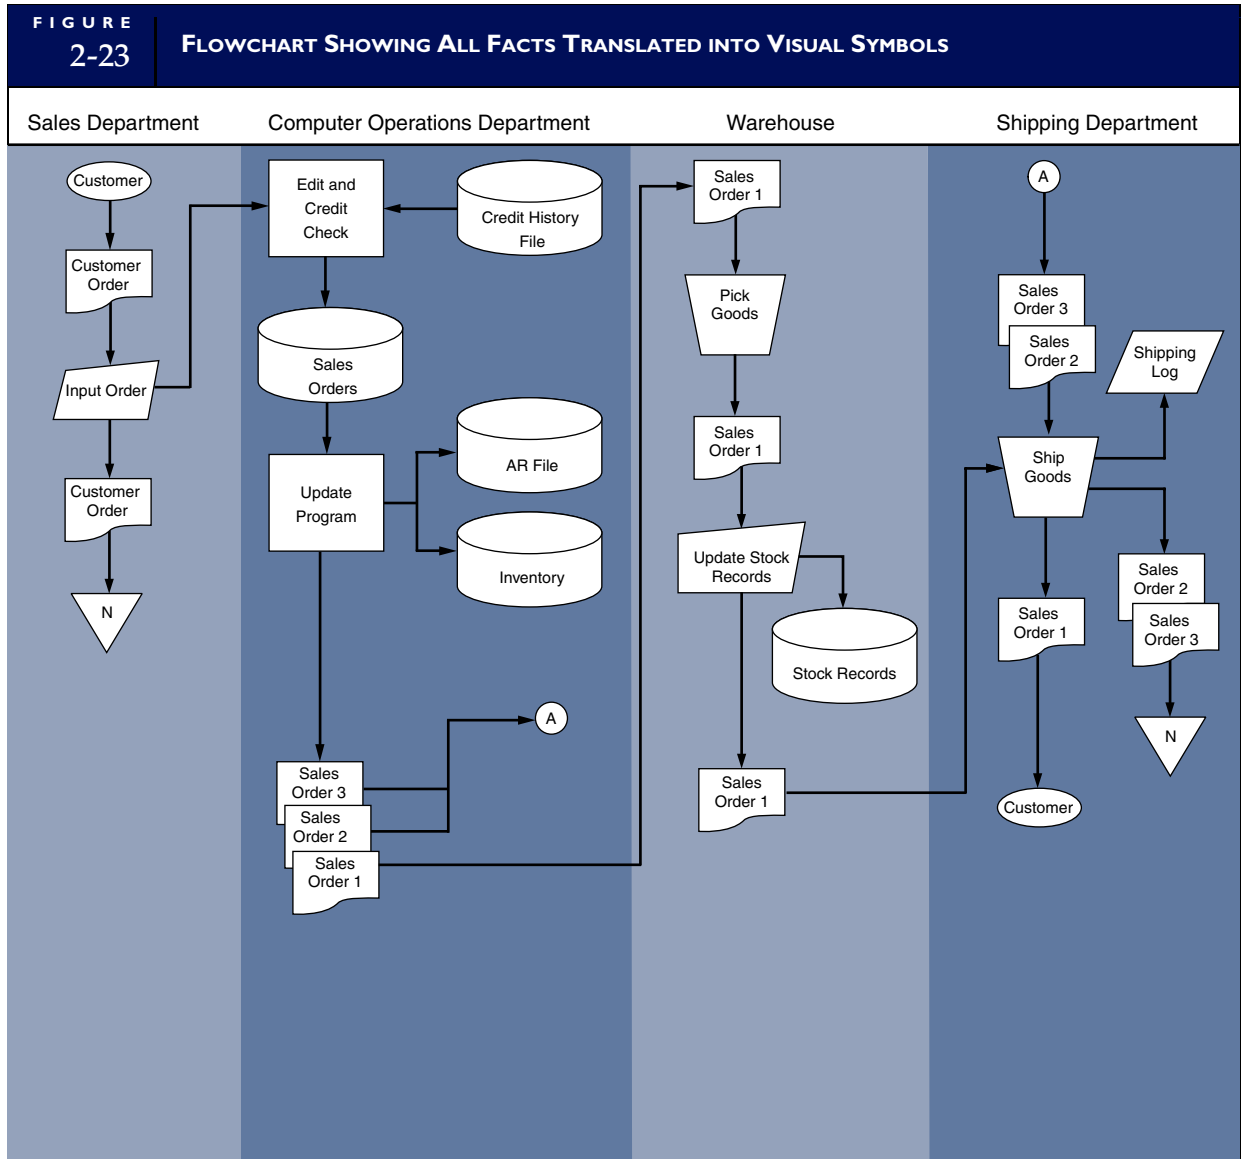 FIGURE
2-23
FLOWCHART SHOWING ALL FACTS TRANSLATED INTO VISUAL SYMBOLS
Sales Department
Computer Operations Department
Warehouse
Shipping Department
Customer
Customer
Order
Input Order
Customer
Order
N
Edit and
Credit
Check
Credit History
File
Sales
Orders
Update
Program
AR File
Inventory
A
Sales
Order 3
Sales
Order 2
Sales
Order 1
Sales
Order 1
Pick
Goods
Sales
Order 1
Update Stock
Records
Stock Records
Sales
Order 1
A
Sales
Order 3
Sales
Order 2
Shipping
Log
Ship
Goods
Sales
Order 1
Customer
Sales
Order 2
Sales
Order 3
N